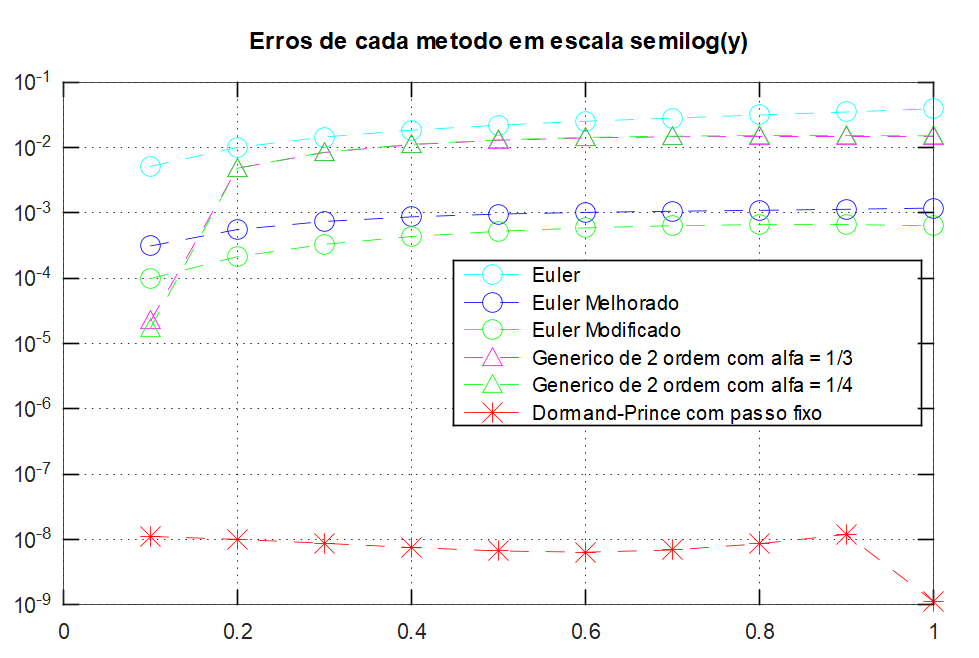 Erros de cada metodo em escala semilog(y)
10^-1
10^-2
10^-3
10^-4
10^-5
10^-6
10^-7
10^-8
10^-9
Euler
Euler Melhorado
Euler Modificado
Generico de 2 ordem com alfa = 1/3
Generico de 2 ordem com alfa = 1/4
Dormand-Prince com passo fixo
0 0.2 0.4 0.6 0.8 1